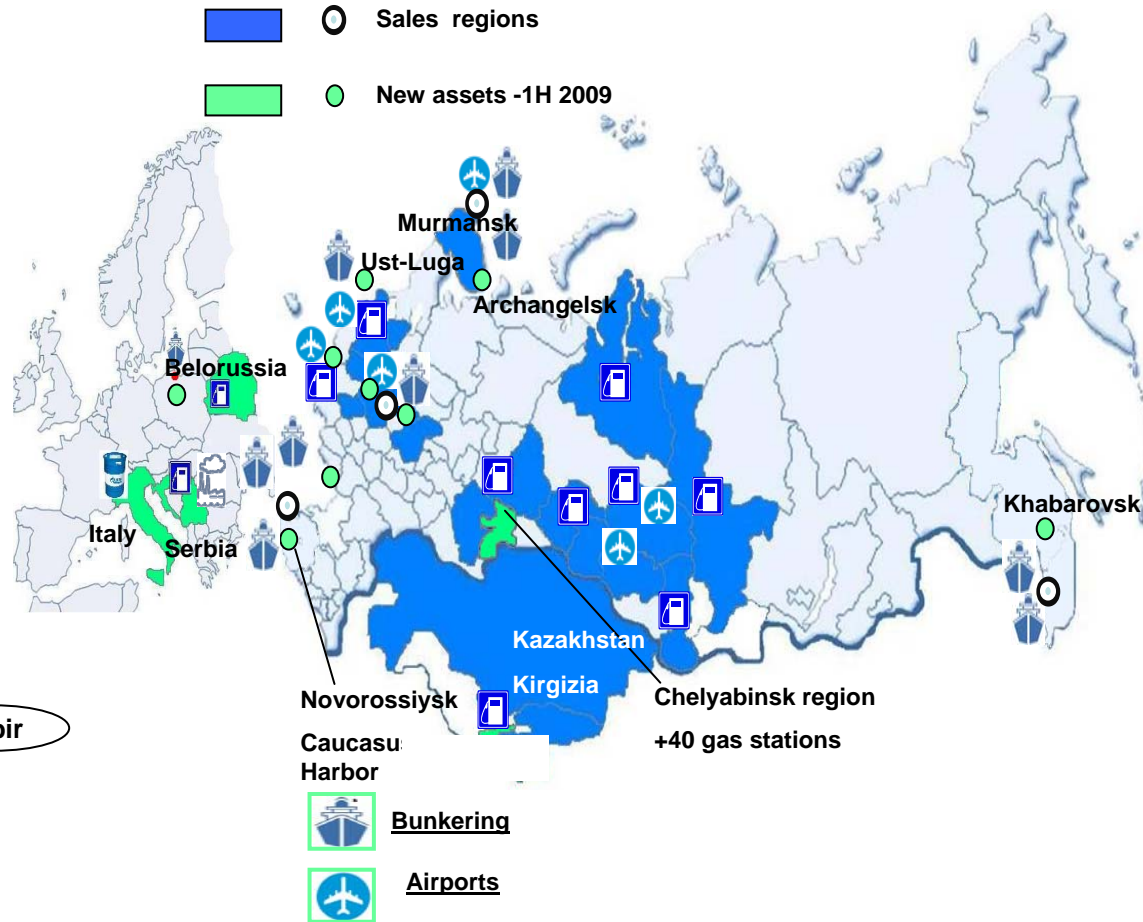 Sales regions
New assets -1H 2009
Murmansk
Ust-Luga
Archangelsk
Belorussia
Khabarovsk
Italy
Serbia
Kazakhstan
Kirgizia
Novorossiysk
Chelyabinsk region
+40 gas stations
Harbor
Bunkering
Airports